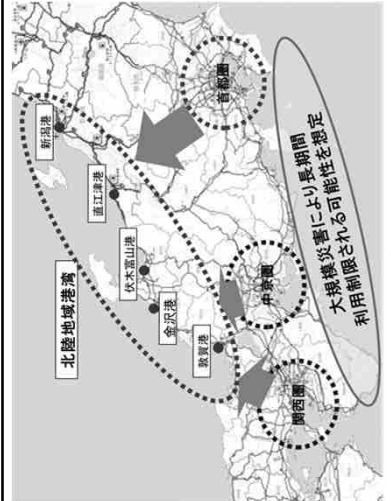 北陸地域港湾
新潟港
直江津港
伏木富山港
金沢港
敦賀港
首都圏
中京圏
関西圏
大規模災害により長期間
利用制限される可能性を想定